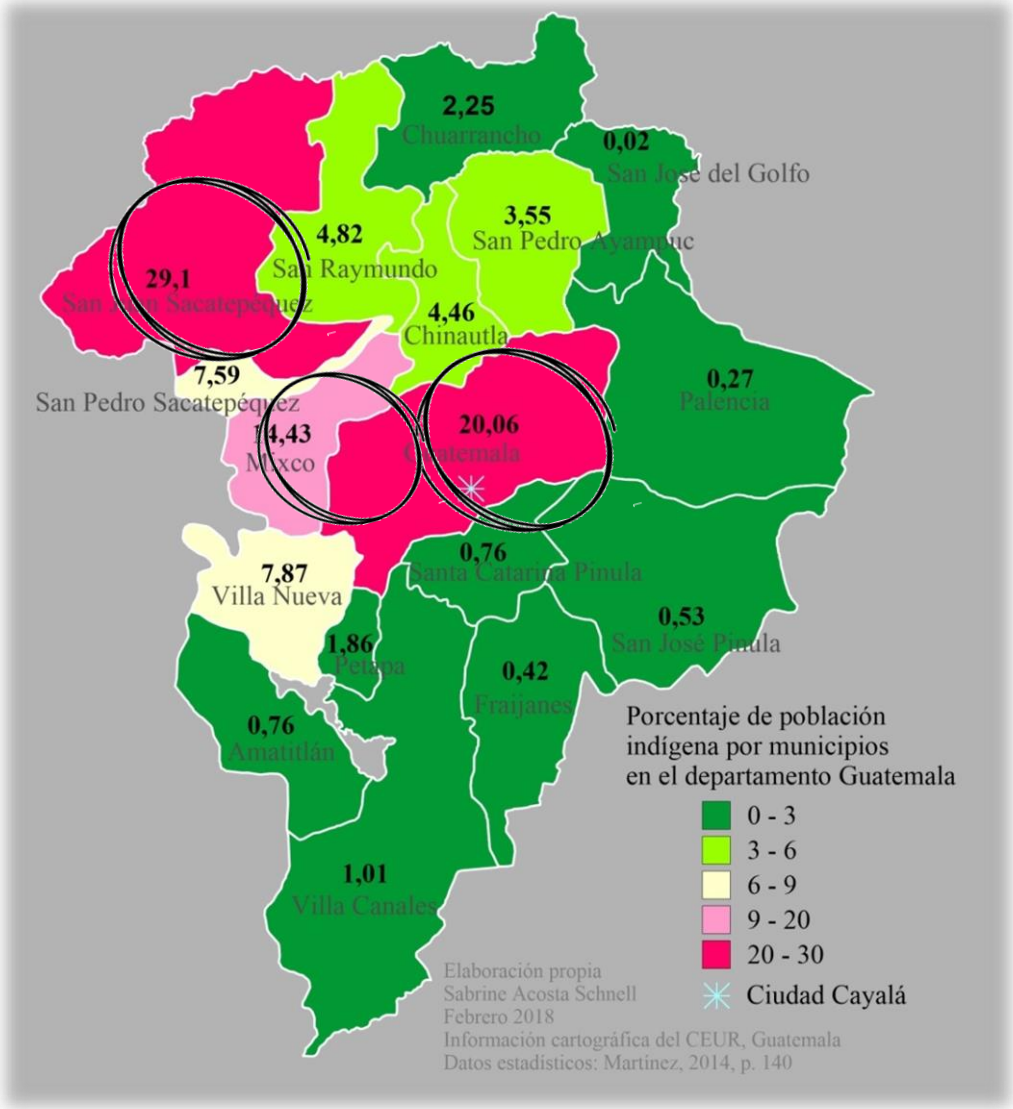 2,25
Chuarrancho
0,02
San José del Golfo
3,55
San Pedro Ayampuc
4,82
San Raymundo
29,1
San Juan Sacatepéquez
4,46
Chinautla
7,59
San Pedro Sacatepéquez
0,27
Palencia
14,43
Mixco
20,06
Guatemala
0,76
Santa Catarina Pinula
7,87
Villa Nueva
0,53
San José Pinula
1,86
Petapa
0,42
Fraijanes
0,76
Amatitlán
1,01
Villa Canales
Porcentaje de población
indígena por municipios
en el departamento Guatemala
0 - 3
3 - 6
6 - 9
9 - 20
20 - 30
Ciudad Cayalá
Elaboración propia
Sabrine Acosta Schnell
Febrero 2018
Información cartográfica del CEUR, Guatemala
Datos estadísticos: Martínez, 2014, p. 140